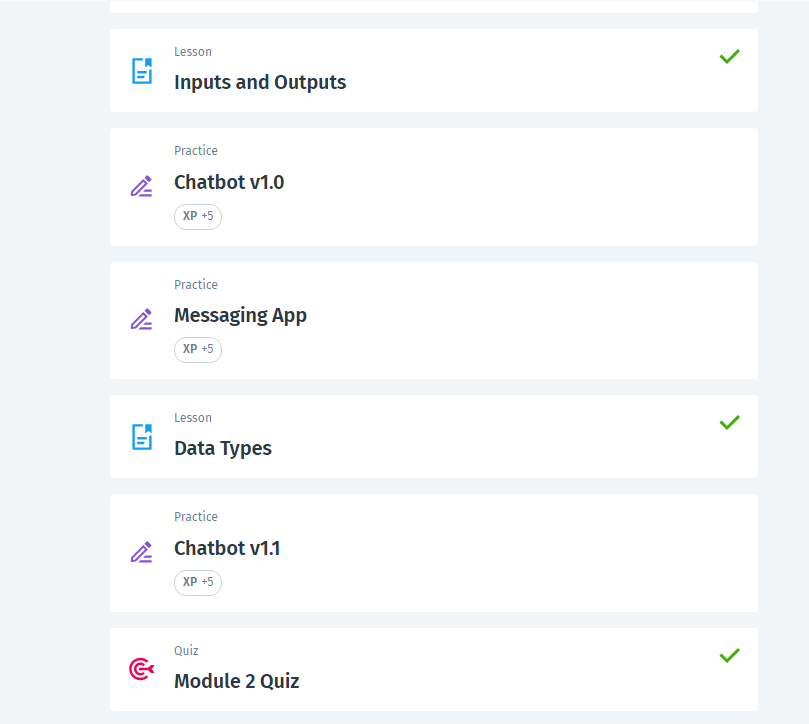 Lesson
Inputs and Outputs
Practice
Chatbot v1.0
XP +5
Practice
Messaging App
XP +5
Lesson
Data Types
Practice
Chatbot v1.1
XP +5
Quiz
Module 2 Quiz